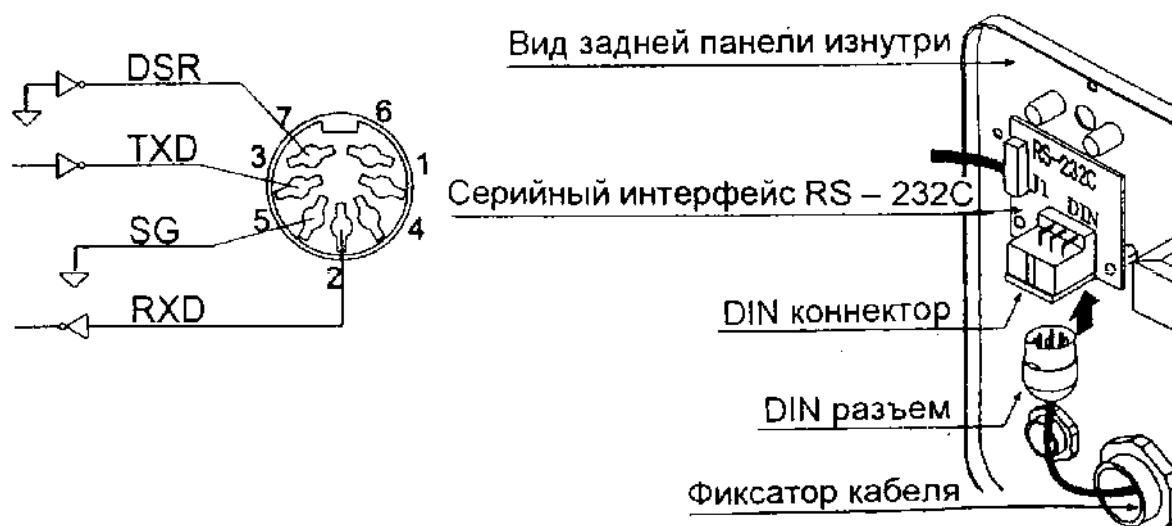 DSR
7
6
TXD
3
1
SG
5
4
2
RXD
Вид задней панели изнутри
RS-232C
Серийный интерфейс RS – 232C
J1
DIN
DIN коннектор
DIN разъем
Фиксатор кабеля